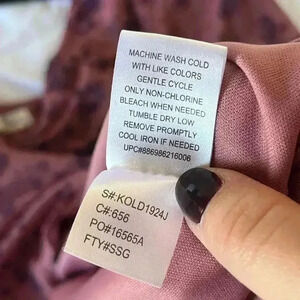 MACHINE WASH COLD
WITH LIKE COLORS
GENTLE CYCLE
ONLY NON-CHLORINE
BLEACH WHEN NEEDED
TUMBLE DRY LOW
REMOVE PROMPTLY
COOL IRON IF NEEDED
UPC#886986216006
S#:KOLD1924J
C#:656
PO#16565A
FTY#SSG